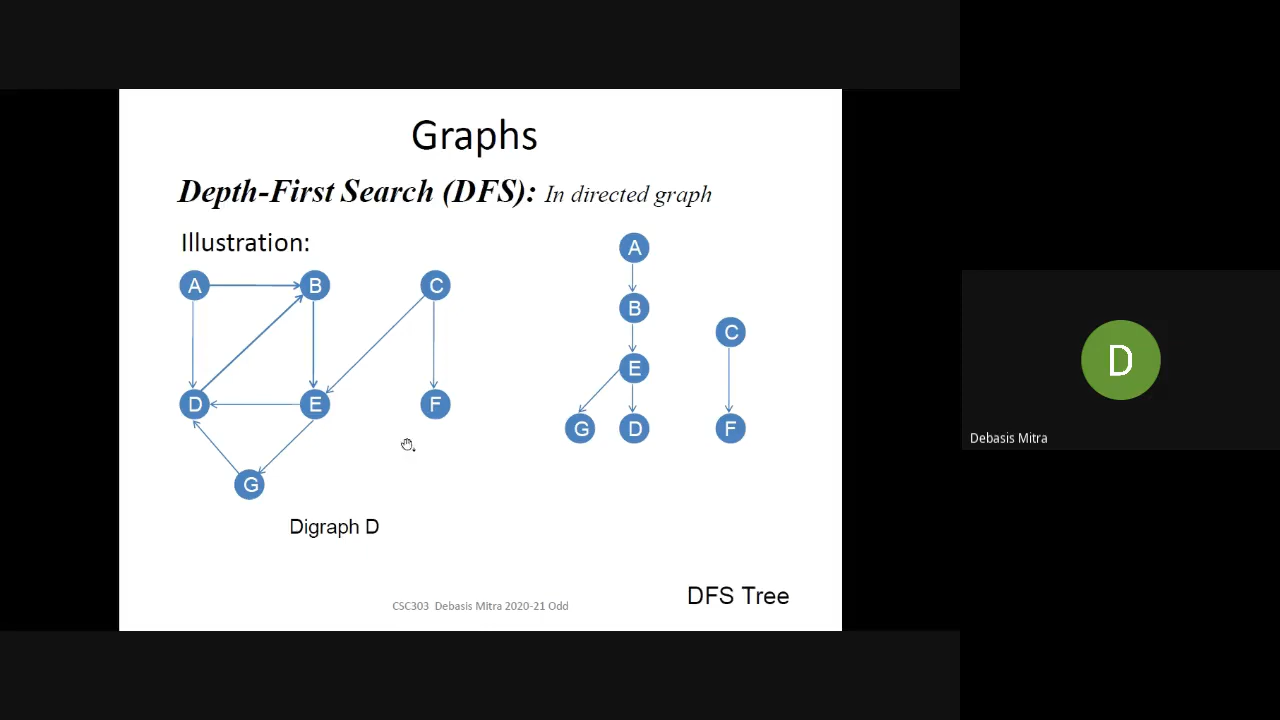 Graphs
Depth-First Search (DFS): In directed graph
Illustration:
A B C
D E F
G
Digraph D
A
B
C
E
G D F
DFS Tree
CSC303 Debasis Mitra 2020-21 Odd
D
Debasis Mitra